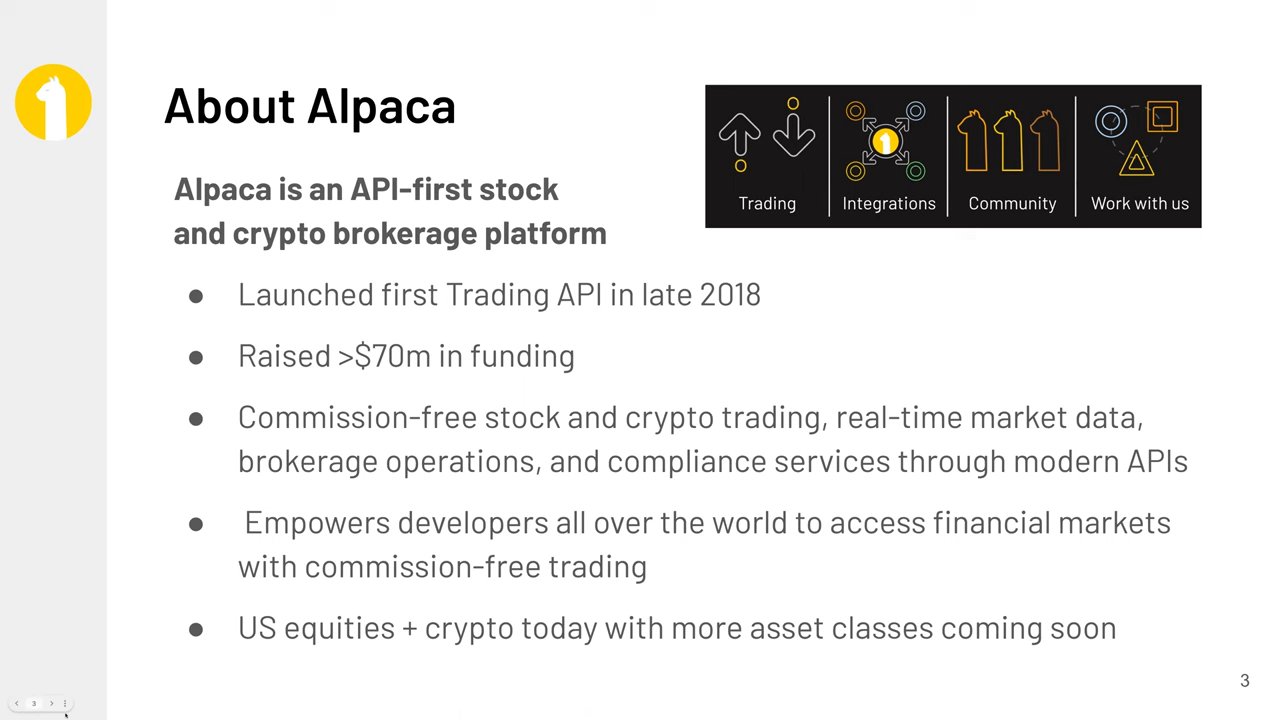 About Alpaca
Trading
Integrations
Community
Work with us
Alpaca is an API-first stock
and crypto brokerage platform
● Launched first Trading API in late 2018
● Raised >$70m in funding
● Commission-free stock and crypto trading, real-time market data,
brokerage operations, and compliance services through modern APIs
● Empowers developers all over the world to access financial markets
with commission-free trading
● US equities + crypto today with more asset classes coming soon
3
3